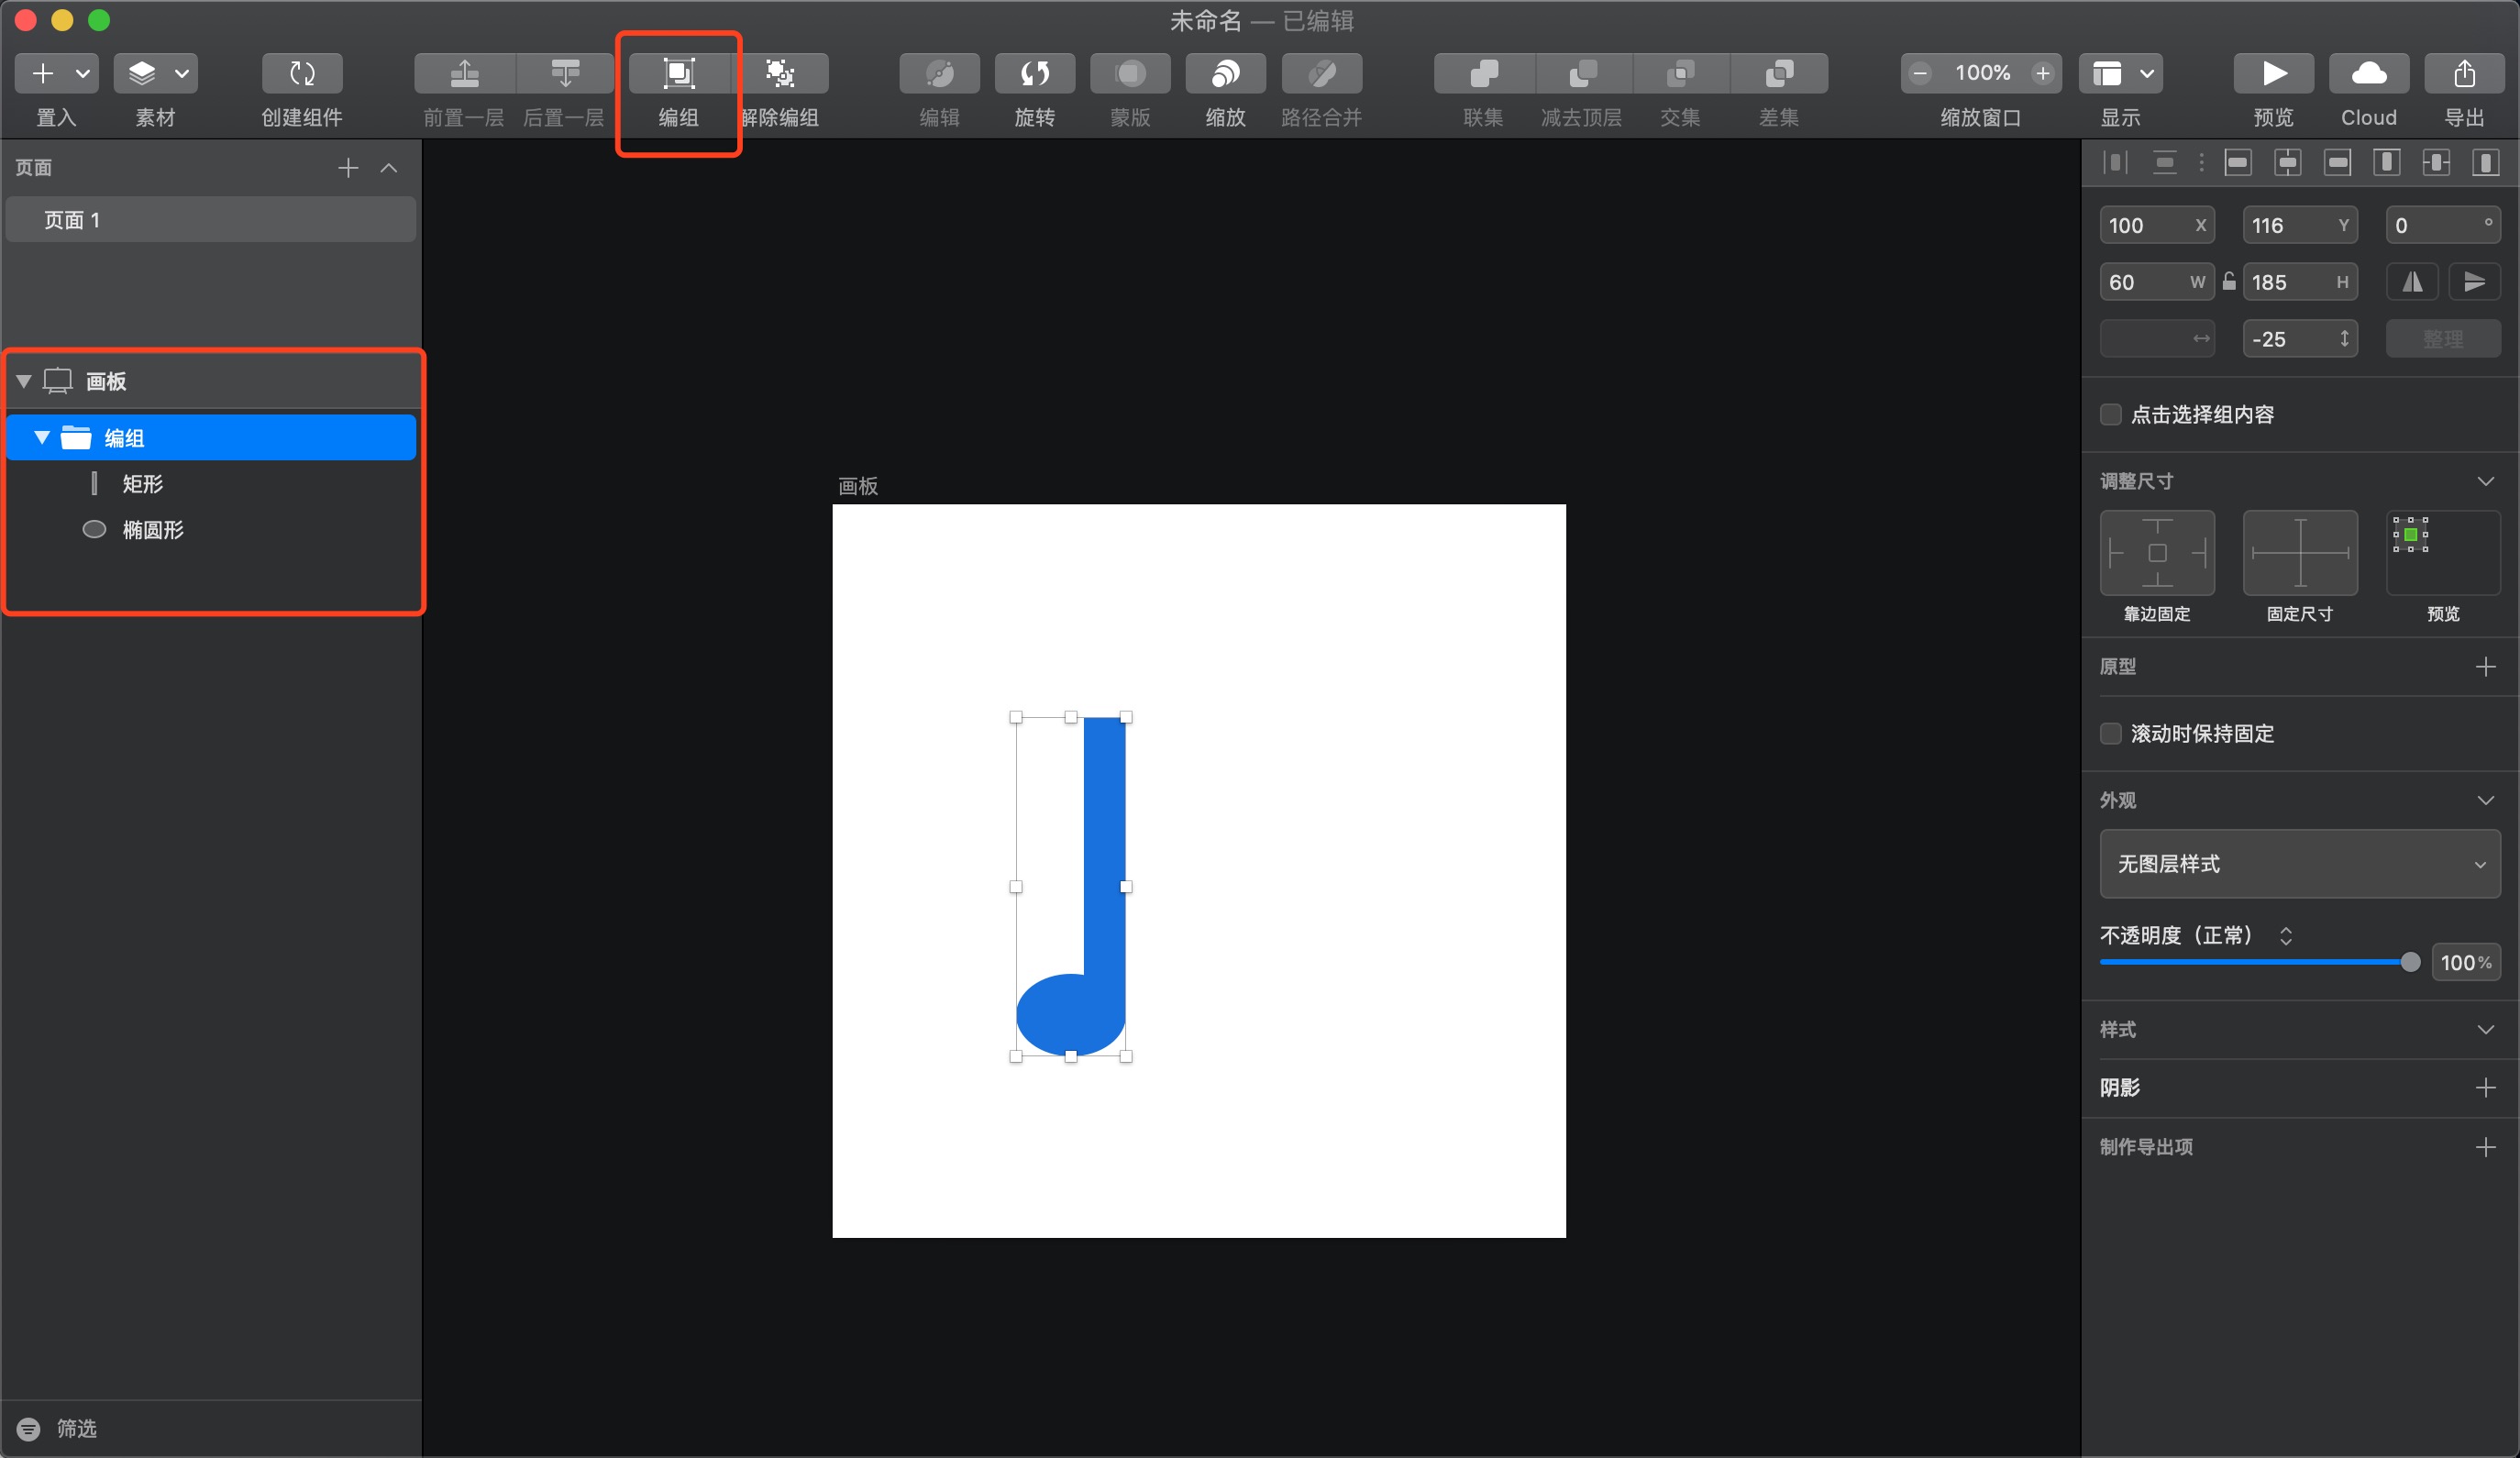 未命名 — 已编辑
100%
置入
素材
创建组件
前置一层
后置一层
编组
解除编组
编辑
旋转
蒙版
缩放
路径合并
联集
减去顶层
交集
差集
缩放窗口
显示
预览
Cloud
导出
页面
页面 1
画板
编组
矩形
椭圆形
筛选
画板
100 X
116 Y
0 °
60 W
185 H
-25
整理
点击选择组内容
调整尺寸
靠边固定
固定尺寸
预览
原型
滚动时保持固定
外观
无图层样式
不透明度（正常）
100%
样式
阴影
制作导出项